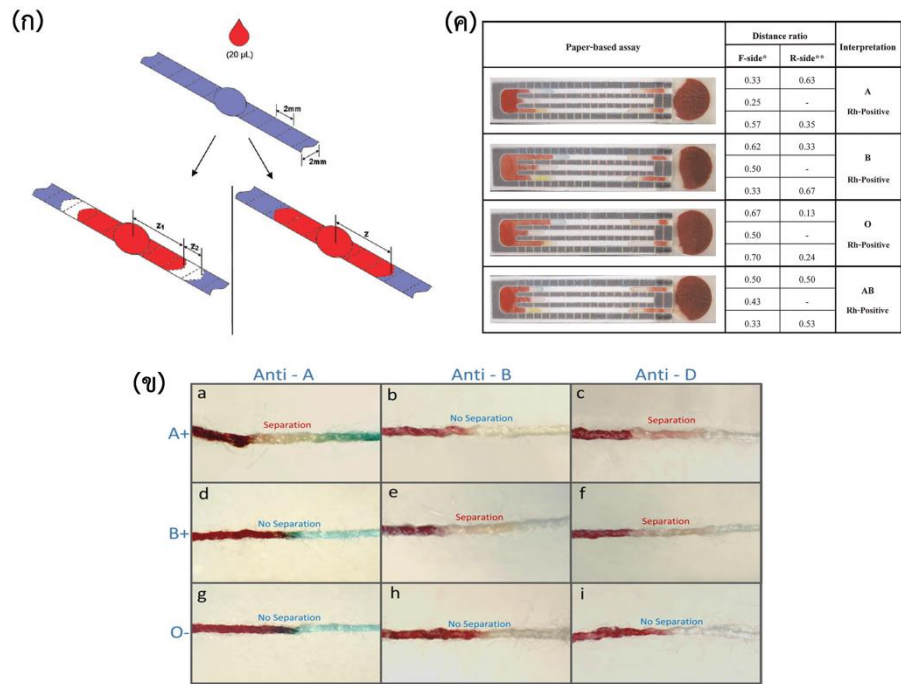 (ก)
(20 µL)
2mm
2mm
z₁
z₂
z
(ค)
Paper-based assay
Distance ratio
Interpretation
F-side*
R-side**
0.33
0.63
A
Rh-Positive
0.25
-
0.57
0.35
0.62
0.33
B
Rh-Positive
0.50
-
0.33
0.67
0.67
0.13
O
Rh-Positive
0.50
-
0.70
0.24
0.50
0.50
AB
Rh-Positive
0.43
-
0.33
0.53
(ข)
Anti - A
Anti - B
Anti - D
A+
a
Separation
b
No Separation
c
Separation
B+
d
No Separation
e
Separation
f
Separation
O-
g
No Separation
h
No Separation
i
No Separation